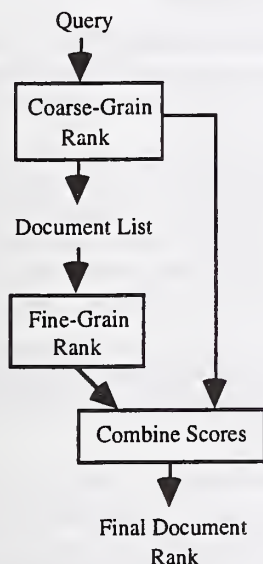 Query
Coarse-Grain
Rank
Document List
Fine-Grain
Rank
Combine Scores
Final Document
Rank